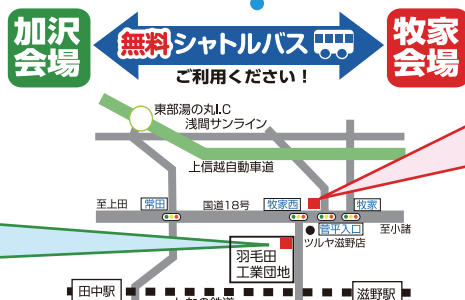 加沢
会場
無料シャトルバス
ご利用ください！
牧家
会場
東部湯の丸I.C
浅間サンライン
上信越自動車道
至上田
常田
国道18号
牧家西
牧家
菅平入口
至小諸
ツルヤ滋野店
羽毛田
工業団地
田中駅
滋野駅